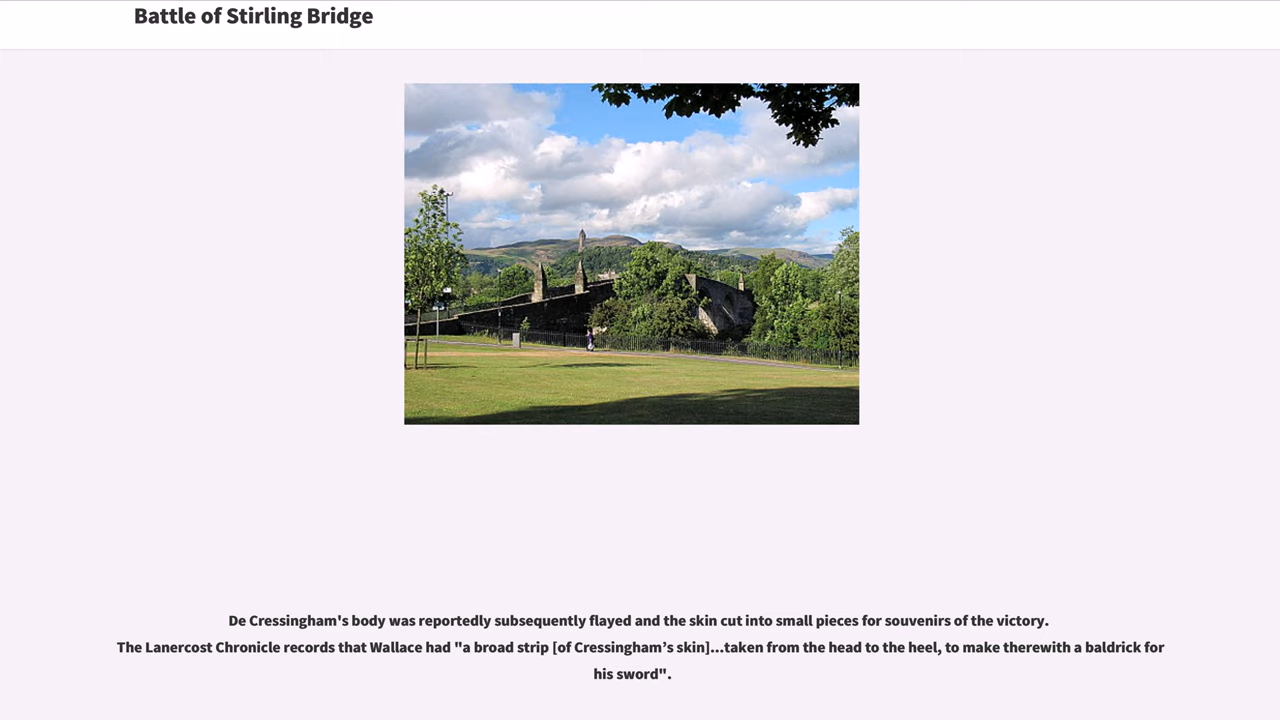 Battle of Stirling Bridge
De Cressingham's body was reportedly subsequently flayed and the skin cut into small pieces for souvenirs of the victory.
The Lanercost Chronicle records that Wallace had "a broad strip [of Cressingham’s skin]...taken from the head to the heel, to make therewith a baldrick for
his sword".